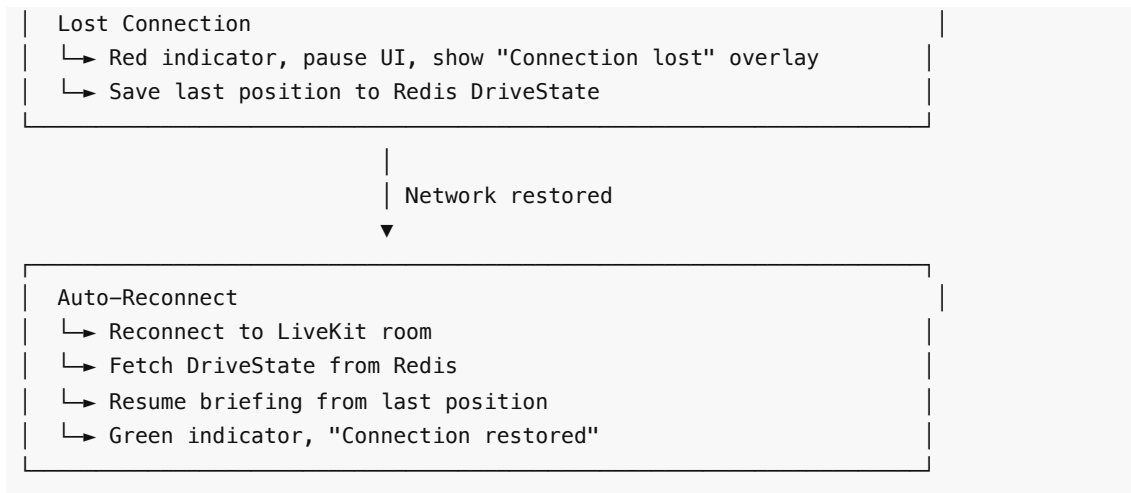 Lost Connection
└─► Red indicator, pause UI, show "Connection lost" overlay
└─► Save last position to Redis DriveState
Network restored
▼
Auto-Reconnect
└─► Reconnect to LiveKit room
└─► Fetch DriveState from Redis
└─► Resume briefing from last position
└─► Green indicator, "Connection restored"